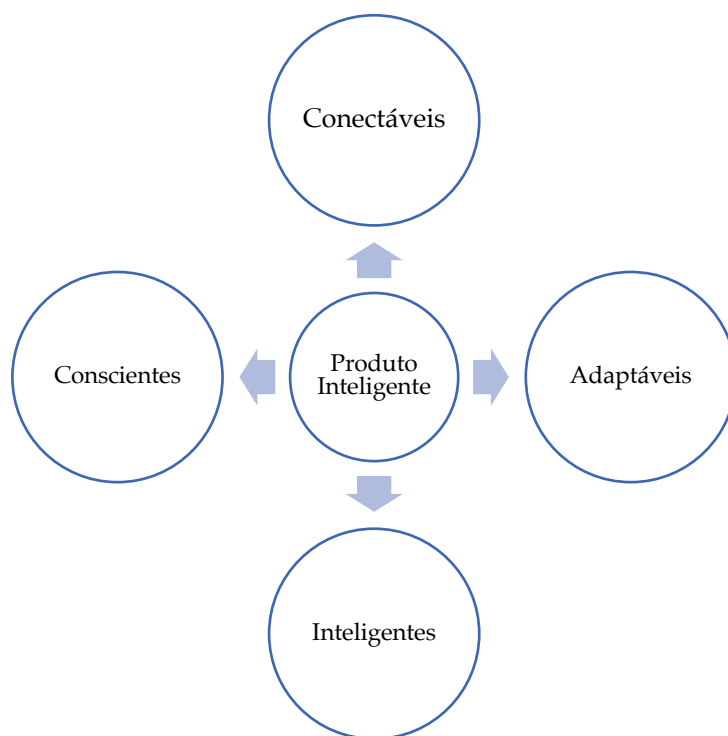 Conectáveis
Conscientes
Produto
Inteligente
Adaptáveis
Inteligentes